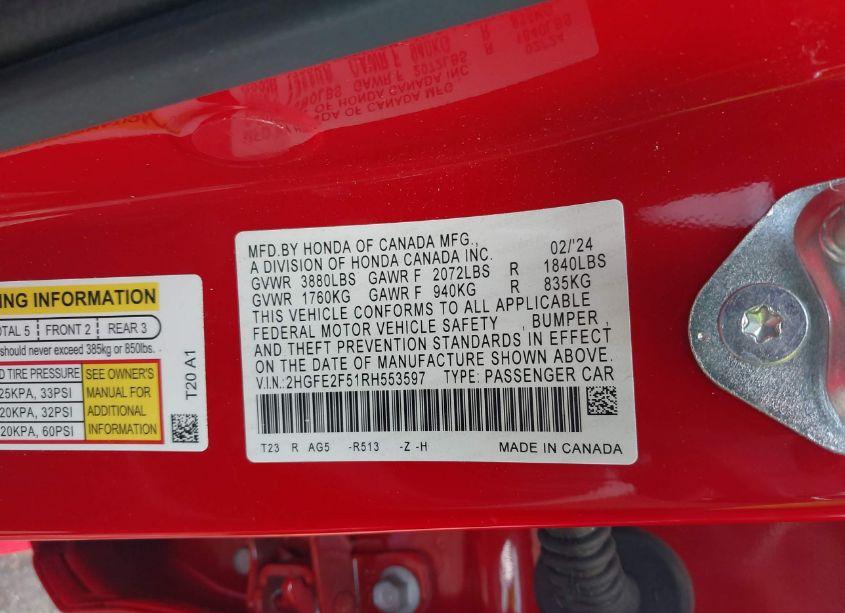 MFD.BY HONDA OF CANADA MFG., 02/'24
A DIVISION OF HONDA CANADA INC.
GVWR 3880LBS GAWR F 2072LBS R 1840LBS
GVWR 1760KG GAWR F 940KG R 835KG
THIS VEHICLE CONFORMS TO ALL APPLICABLE
FEDERAL MOTOR VEHICLE SAFETY , BUMPER ,
AND THEFT PREVENTION STANDARDS IN EFFECT
ON THE DATE OF MANUFACTURE SHOWN ABOVE.
V.I.N.: 2HGFE2F51RH553597 TYPE: PASSENGER CAR
T23 R AG5 -R513 -Z -H MADE IN CANADA
NG INFORMATION
OTAL 5 FRONT 2 REAR 3
should never exceed 385kg or 850lbs.
D TIRE PRESSURE
25KPA, 33PSI
20KPA, 32PSI
20KPA, 60PSI
SEE OWNER'S
MANUAL FOR
ADDITIONAL
INFORMATION
T20 A1